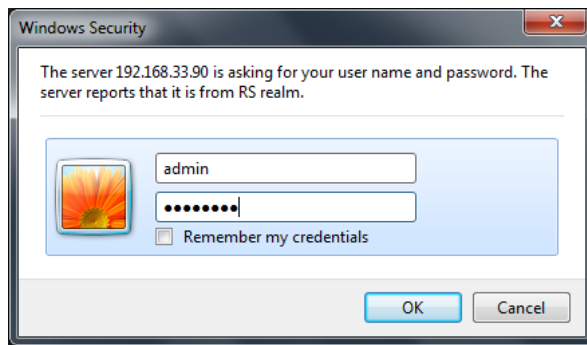 Windows Security
The server 192.168.33.90 is asking for your user name and password. The
server reports that it is from RS realm.
admin
●●●●●●●●
Remember my credentials
OK
Cancel